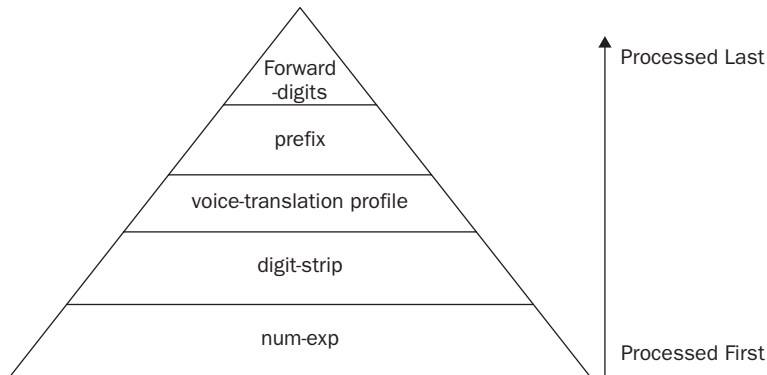 Forward
-digits
Processed Last
prefix
voice-translation profile
digit-strip
num-exp
Processed First